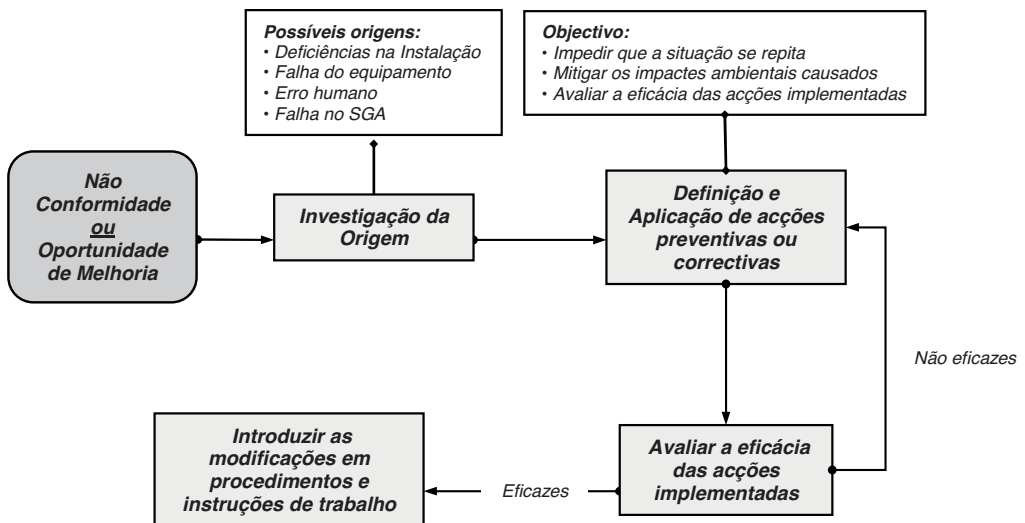 Possíveis origens:
• Deficiências na Instalação
• Falha do equipamento
• Erro humano
• Falha no SGA
Objectivo:
• Impedir que a situação se repita
• Mitigar os impactes ambientais causados
• Avaliar a eficácia das acções implementadas
Não
Conformidade
ou
Oportunidade
de Melhoria
Investigação da
Origem
Definição e
Aplicação de acções
preventivas ou
correctivas
Não eficazes
Avaliar a eficácia
das acções
implementadas
Eficazes
Introduzir as
modificações em
procedimentos e
instruções de trabalho